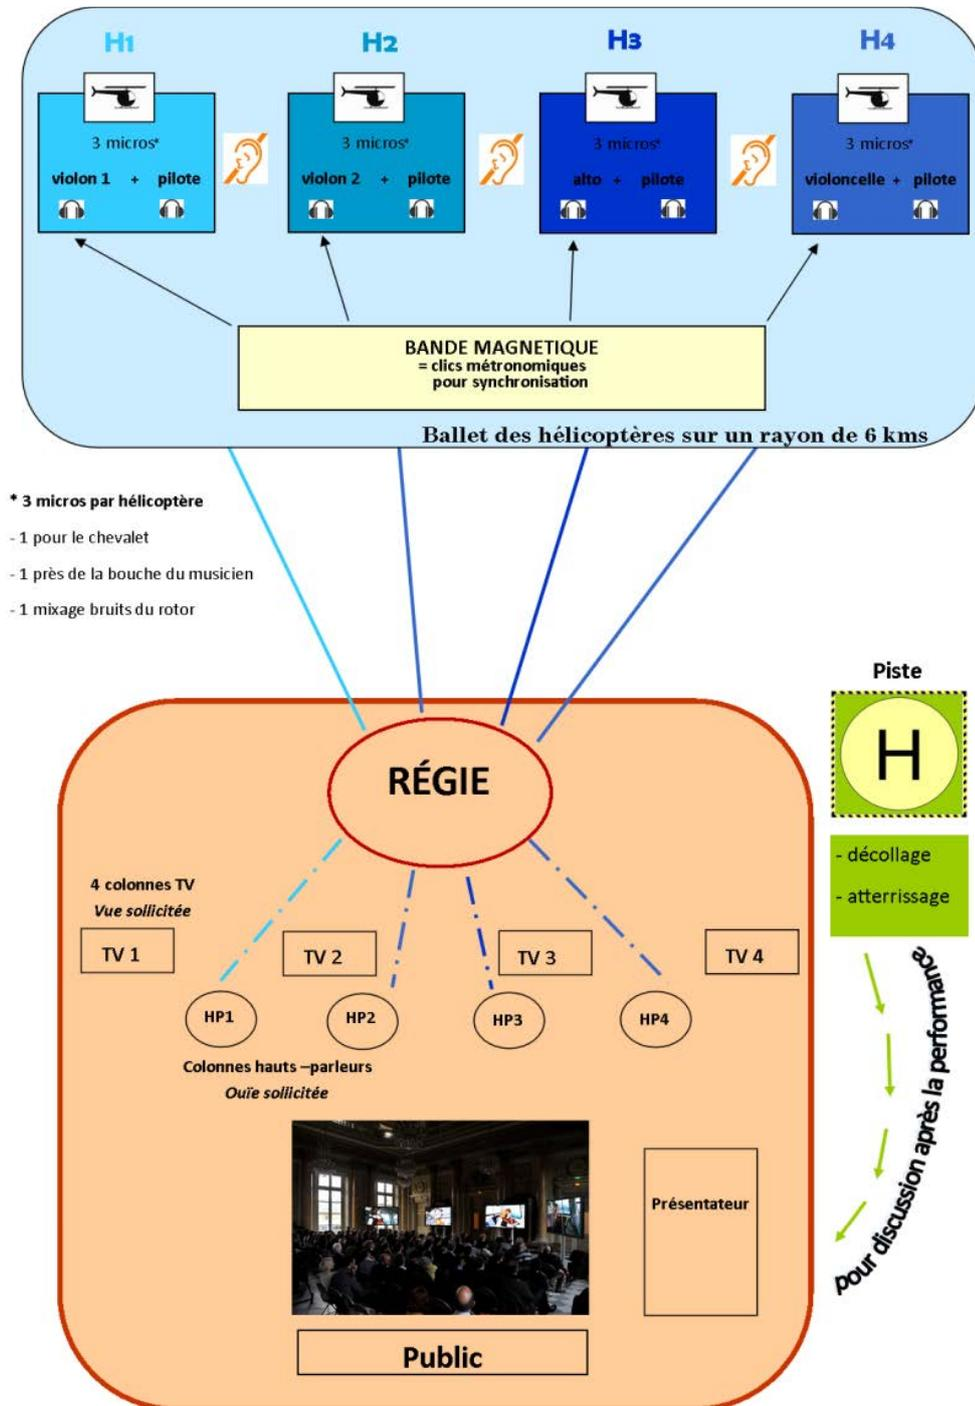 H1
H2
H3
H4
3 micros*
3 micros*
3 micros*
3 micros*
violon 1 + pilote
violon 2 + pilote
alto + pilote
violoncelle + pilote
BANDE MAGNETIQUE
= clics métronomiques
pour synchronisation
Ballet des hélicoptères sur un rayon de 6 kms
* 3 micros par hélicoptère
- 1 pour le chevalet
- 1 près de la bouche du musicien
- 1 mixage bruits du rotor
Piste
H
- décollage
- atterrissage
pour discussion après la performance
RÉGIE
4 colonnes TV
Vue sollicitée
TV 1
TV 2
TV 3
TV 4
HP1
HP2
HP3
HP4
Colonnes hauts –parleurs
Ouïe sollicitée
Présentateur
Public